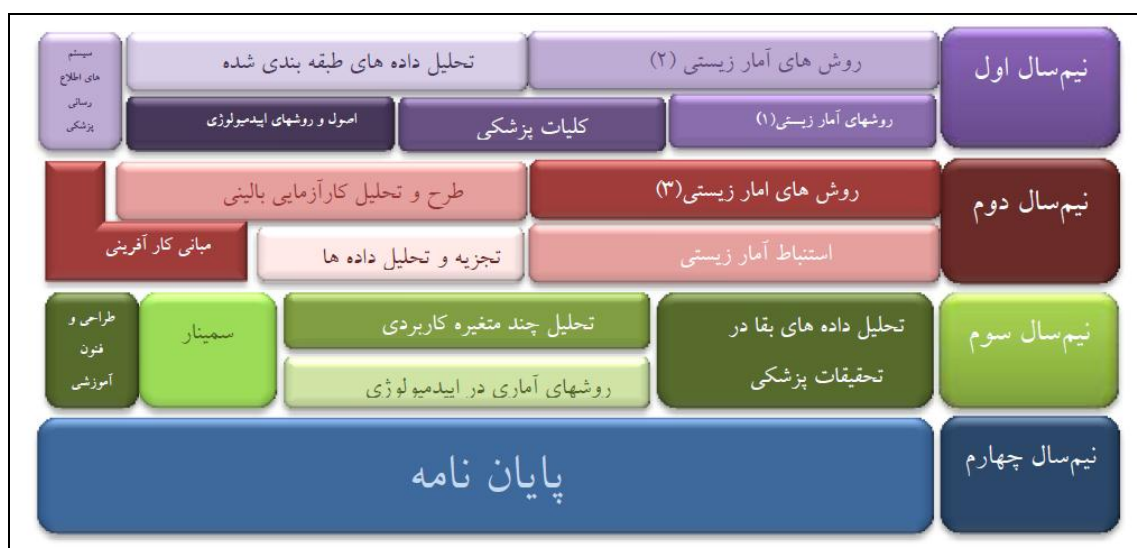 نیم‌سال اول
روش های آمار زیستی (۲)
تحلیل داده های طبقه بندی شده
سیستم
های اطلاع
رسانی
پزشکی
روشهای آمار زیستی(۱)
کلیات پزشکی
اصول و روشهای اپیدمیولوژی
نیم‌سال دوم
روش های امار زیستی(۳)
طرح و تحلیل کارآزمایی بالینی
مبانی کار آفرینی
استنباط آمار زیستی
تجزیه و تحلیل داده ها
نیم‌سال سوم
تحلیل داده های بقا در
تحقیقات پزشکی
تحلیل چند متغیره کاربردی
روشهای آماری در اپیدمیولوژی
سمینار
طراحی و
فنون
آموزشی
نیم‌سال چهارم
پایان نامه